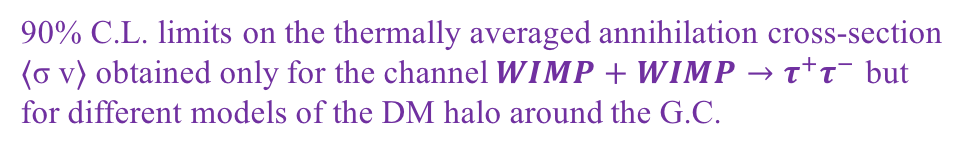 90% C.L. limits on the thermally averaged annihilation cross-section
⟨σ v⟩ obtained only for the channel WIMP + WIMP → τ⁺τ⁻ but
for different models of the DM halo around the G.C.